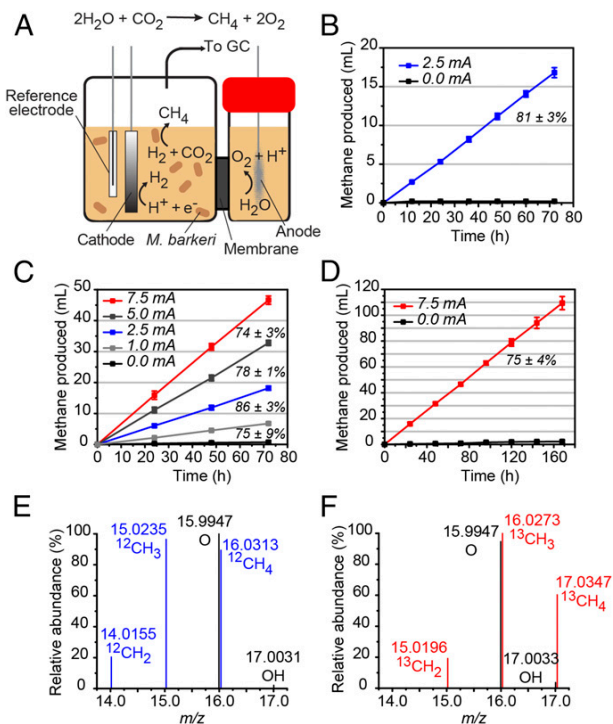 A
2H₂O + CO₂ → CH₄ + 2O₂
To GC
Reference
electrode
CH₄
H₂ + CO₂
H₂
H⁺ + e⁻
O₂ + H⁺
H₂O
Cathode
M. barkeri
Membrane
Anode
B
Methane produced (mL)
20
15
10
5
0
2.5 mA
0.0 mA
81 ± 3%
0 10 20 30 40 50 60 70 80
Time (h)
C
Methane produced (mL)
50
40
30
20
10
0
7.5 mA
5.0 mA
2.5 mA
1.0 mA
0.0 mA
74 ± 3%
78 ± 1%
86 ± 3%
75 ± 9%
0 10 20 30 40 50 60 70 80
Time (h)
D
Methane produced (mL)
120
100
80
60
40
20
0
7.5 mA
0.0 mA
75 ± 4%
0 40 80 120 160
Time (h)
E
Relative abundance (%)
100
80
60
40
20
0
15.0235
¹²CH₃
15.9947
O
16.0313
¹²CH₄
14.0155
¹²CH₂
17.0031
OH
14.0 15.0 16.0 17.0
m/z
F
Relative abundance (%)
100
80
60
40
20
0
15.9947
O
16.0273
¹³CH₃
17.0347
¹³CH₄
15.0196
¹³CH₂
17.0033
OH
14.0 15.0 16.0 17.0
m/z